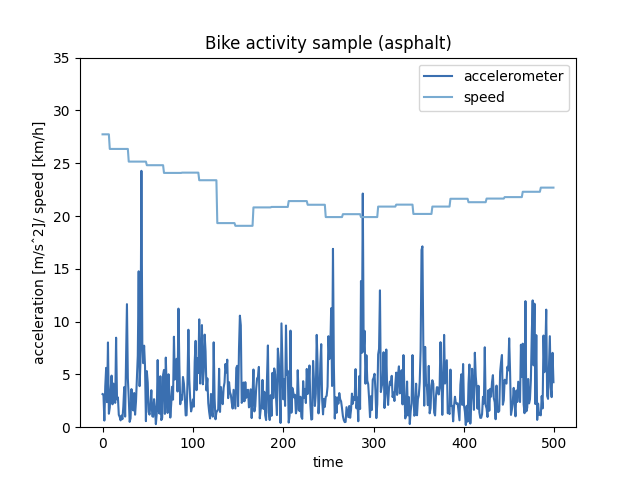 Bike activity sample (asphalt)
accelerometer
speed
35
30
25
20
15
10
5
0
acceleration [m/sˆ2]/ speed [km/h]
0 100 200 300 400 500
time